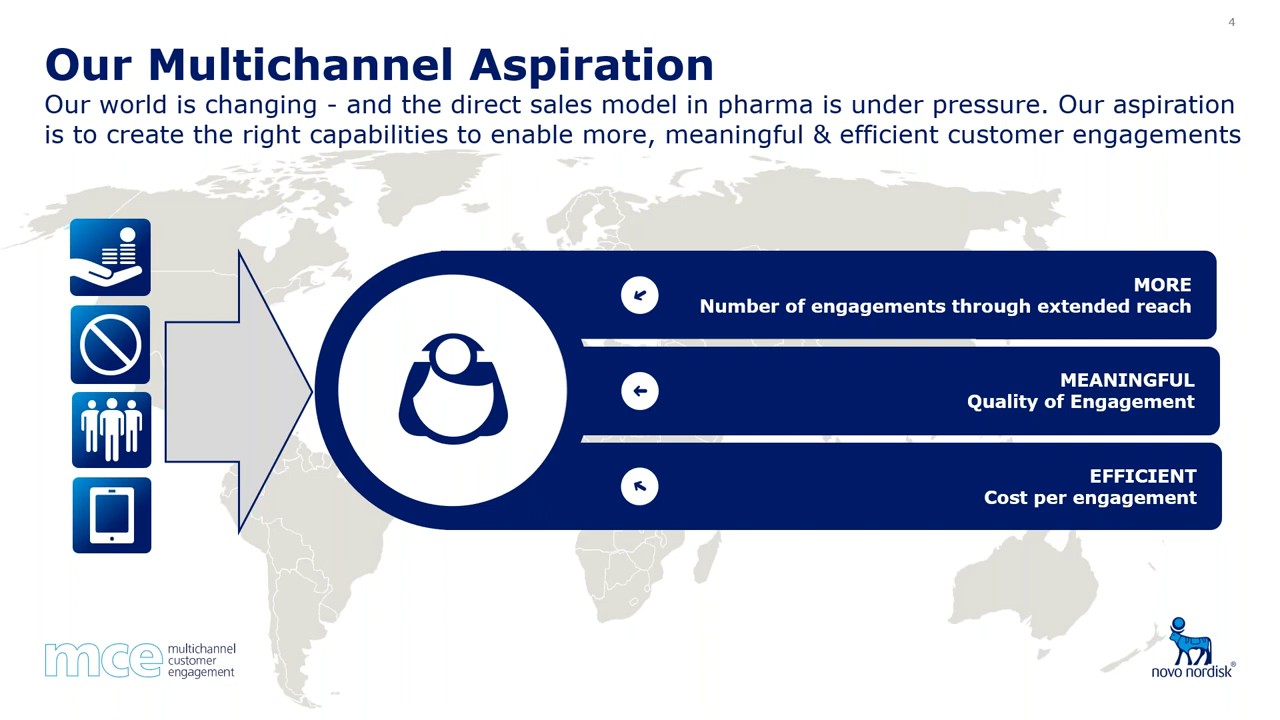 4
Our Multichannel Aspiration
Our world is changing - and the direct sales model in pharma is under pressure. Our aspiration
is to create the right capabilities to enable more, meaningful & efficient customer engagements
MORE
Number of engagements through extended reach
MEANINGFUL
Quality of Engagement
EFFICIENT
Cost per engagement
mce multichannel
customer
engagement
novo nordisk®